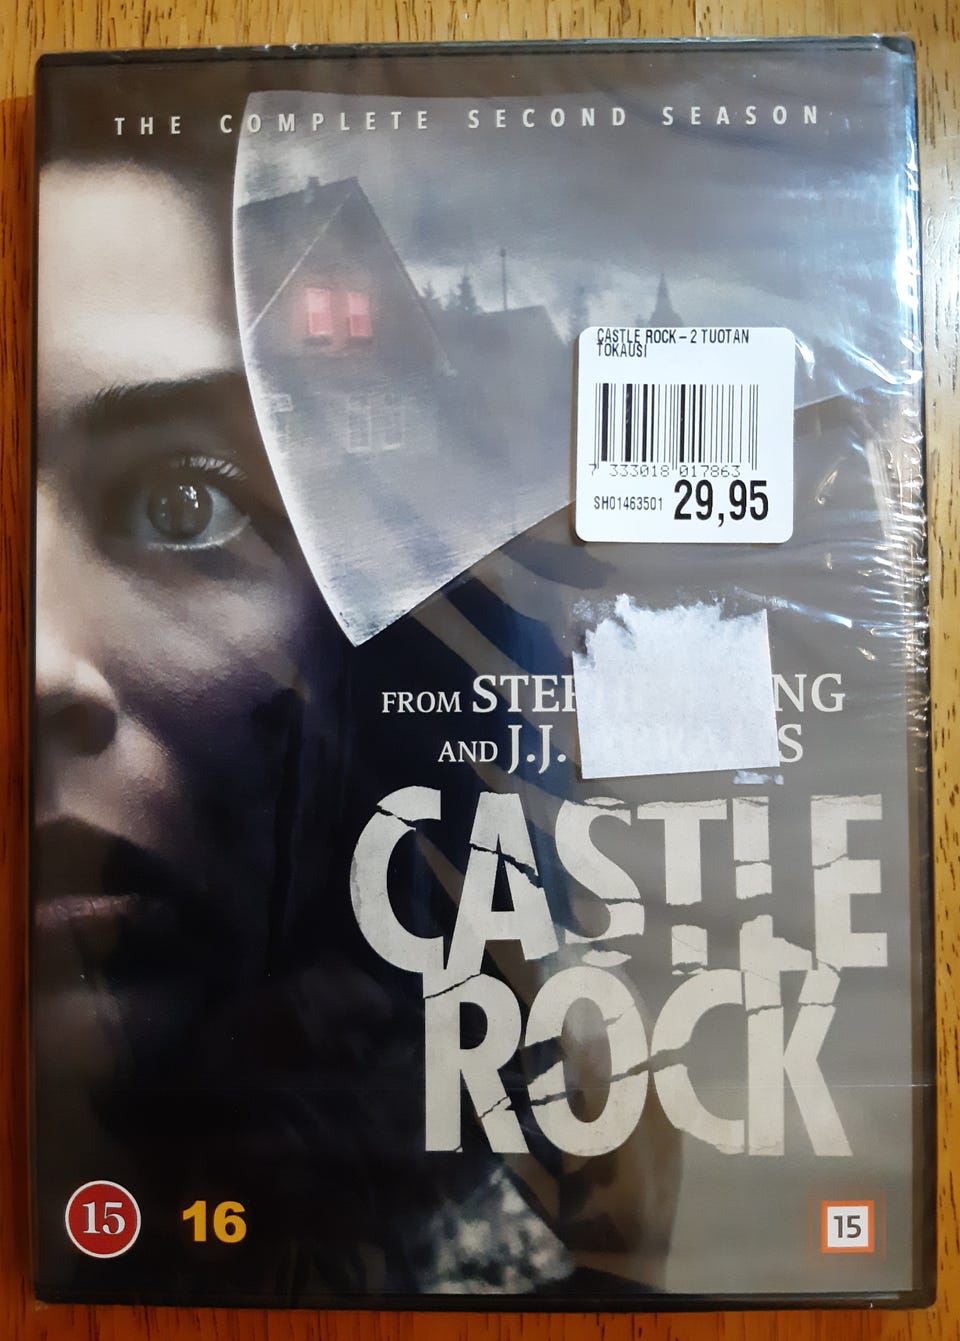 THE COMPLETE SECOND SEASON
CASTLE ROCK – 2 TUOTAN
TOKAUSI
7 333018 017863
SH01463501 29,95
FROM
AND J.J.
CASTLE
ROCK
15 16 15